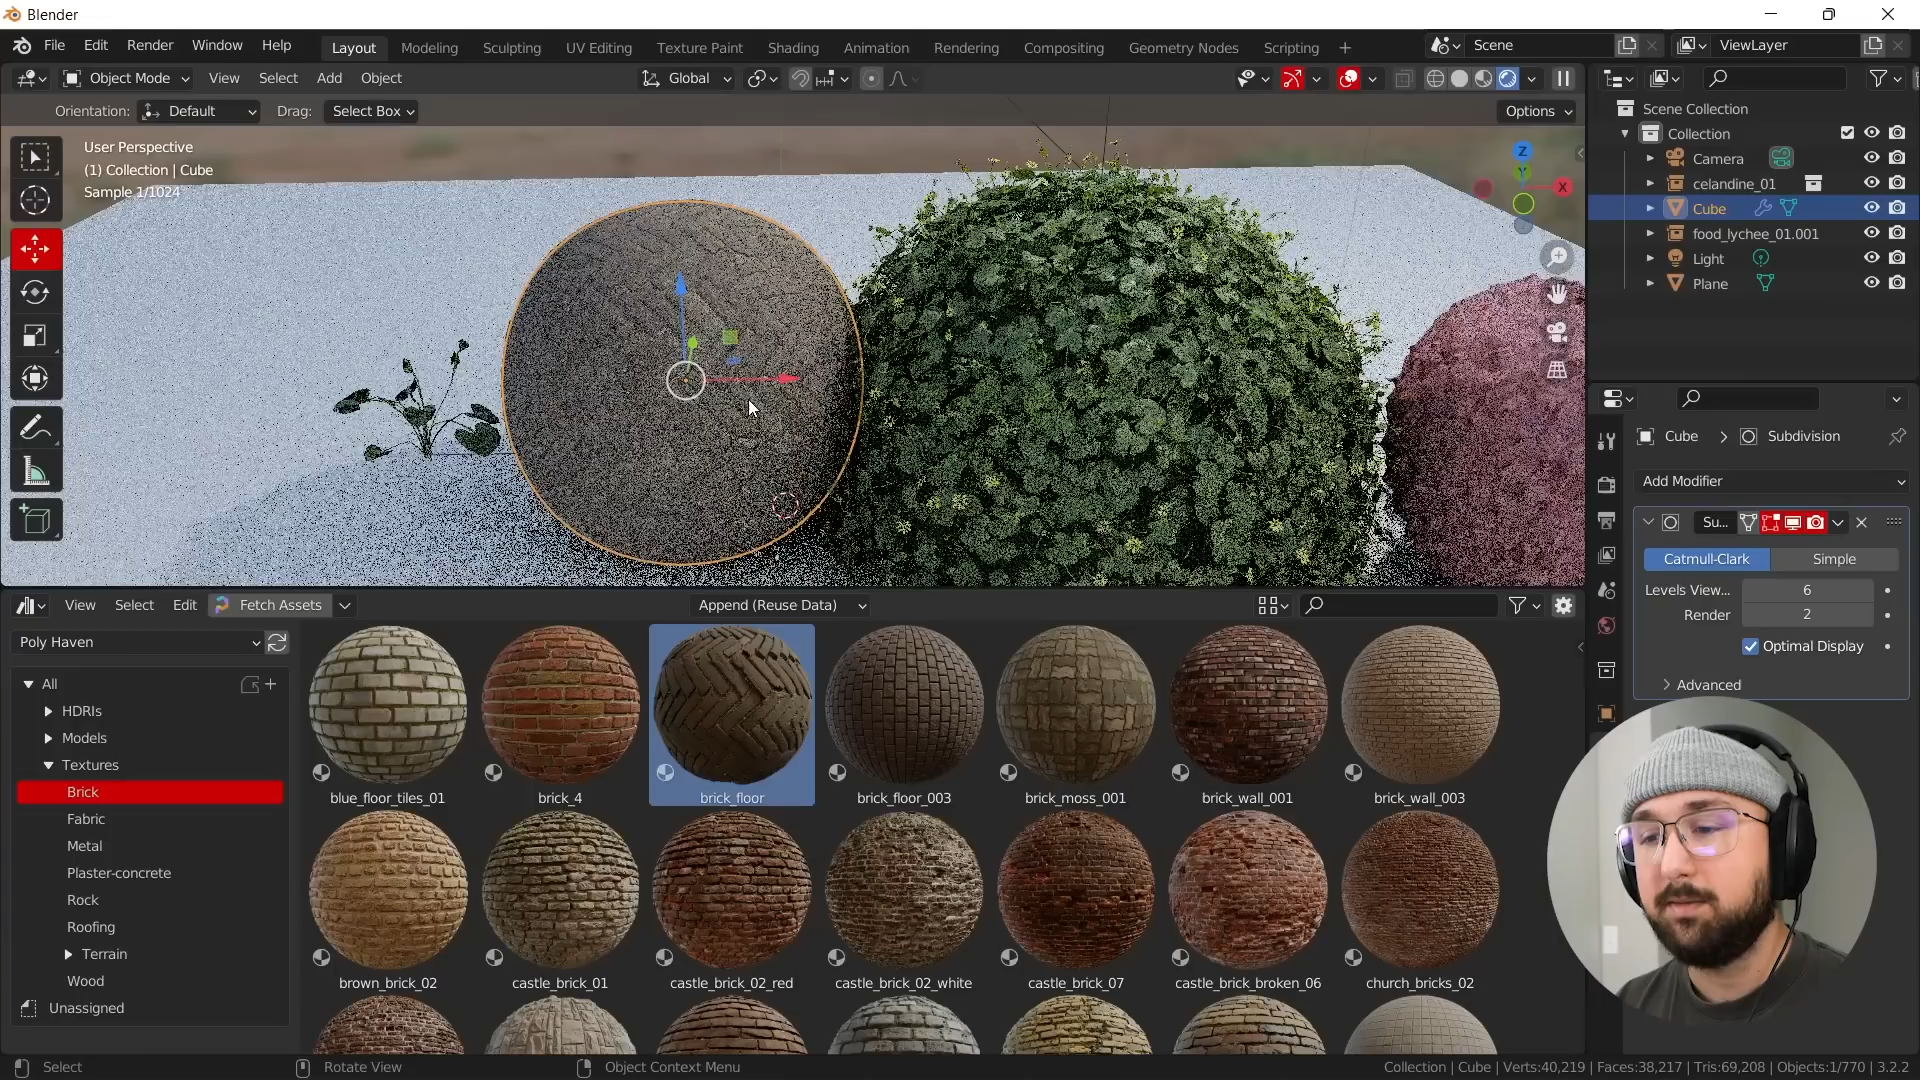 Blender
File Edit Render Window Help Layout Modeling Sculpting UV Editing Texture Paint Shading Animation Rendering Compositing Geometry Nodes Scripting + Scene ViewLayer
Object Mode View Select Add Object Global
Orientation: Default Drag: Select Box Options
User Perspective
(1) Collection | Cube
Sample 1/1024
Z
Y
X
Scene Collection
Collection
Camera
celandine_01
Cube
food_lychee_01.001
Light
Plane
Cube > Subdivision
Add Modifier
Su...
Catmull-Clark Simple
Levels View... 6
Render 2
Optimal Display
Advanced
View Select Edit Fetch Assets Append (Reuse Data)
Poly Haven
All
HDRIs
Models
Textures
Brick
Fabric
Metal
Plaster-concrete
Rock
Roofing
Terrain
Wood
Unassigned
blue_floor_tiles_01 brick_4 brick_floor brick_floor_003 brick_moss_001 brick_wall_001 brick_wall_003
brown_brick_02 castle_brick_01 castle_brick_02_red castle_brick_02_white castle_brick_07 castle_brick_broken_06 church_bricks_02
Select Rotate View Object Context Menu Collection | Cube | Verts:40,219 | Faces:38,217 | Tris:69,208 | Objects:1/770 | 3.2.2